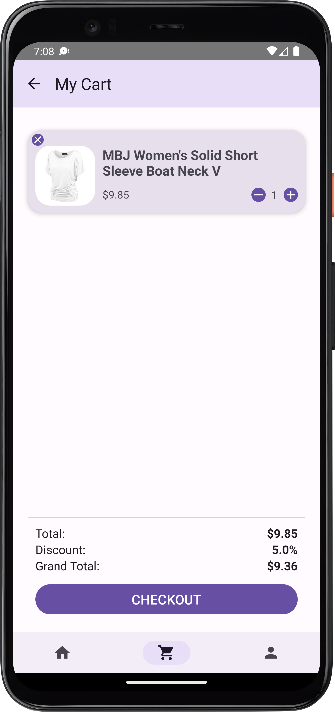 7:08
My Cart
MBJ Women's Solid Short
Sleeve Boat Neck V
$9.85
1
Total: $9.85
Discount: 5.0%
Grand Total: $9.36
CHECKOUT